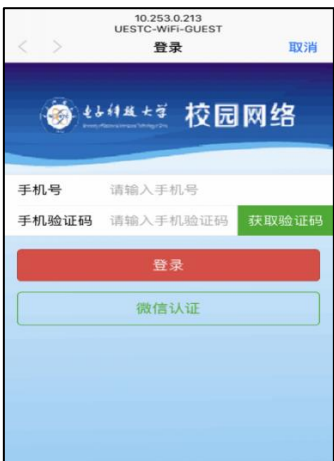 10.253.0.213
UESTC-WiFi-GUEST
登录
取消
电子科技大学 校园网络
手机号 请输入手机号
手机验证码 请输入手机验证码 获取验证码
登录
微信认证